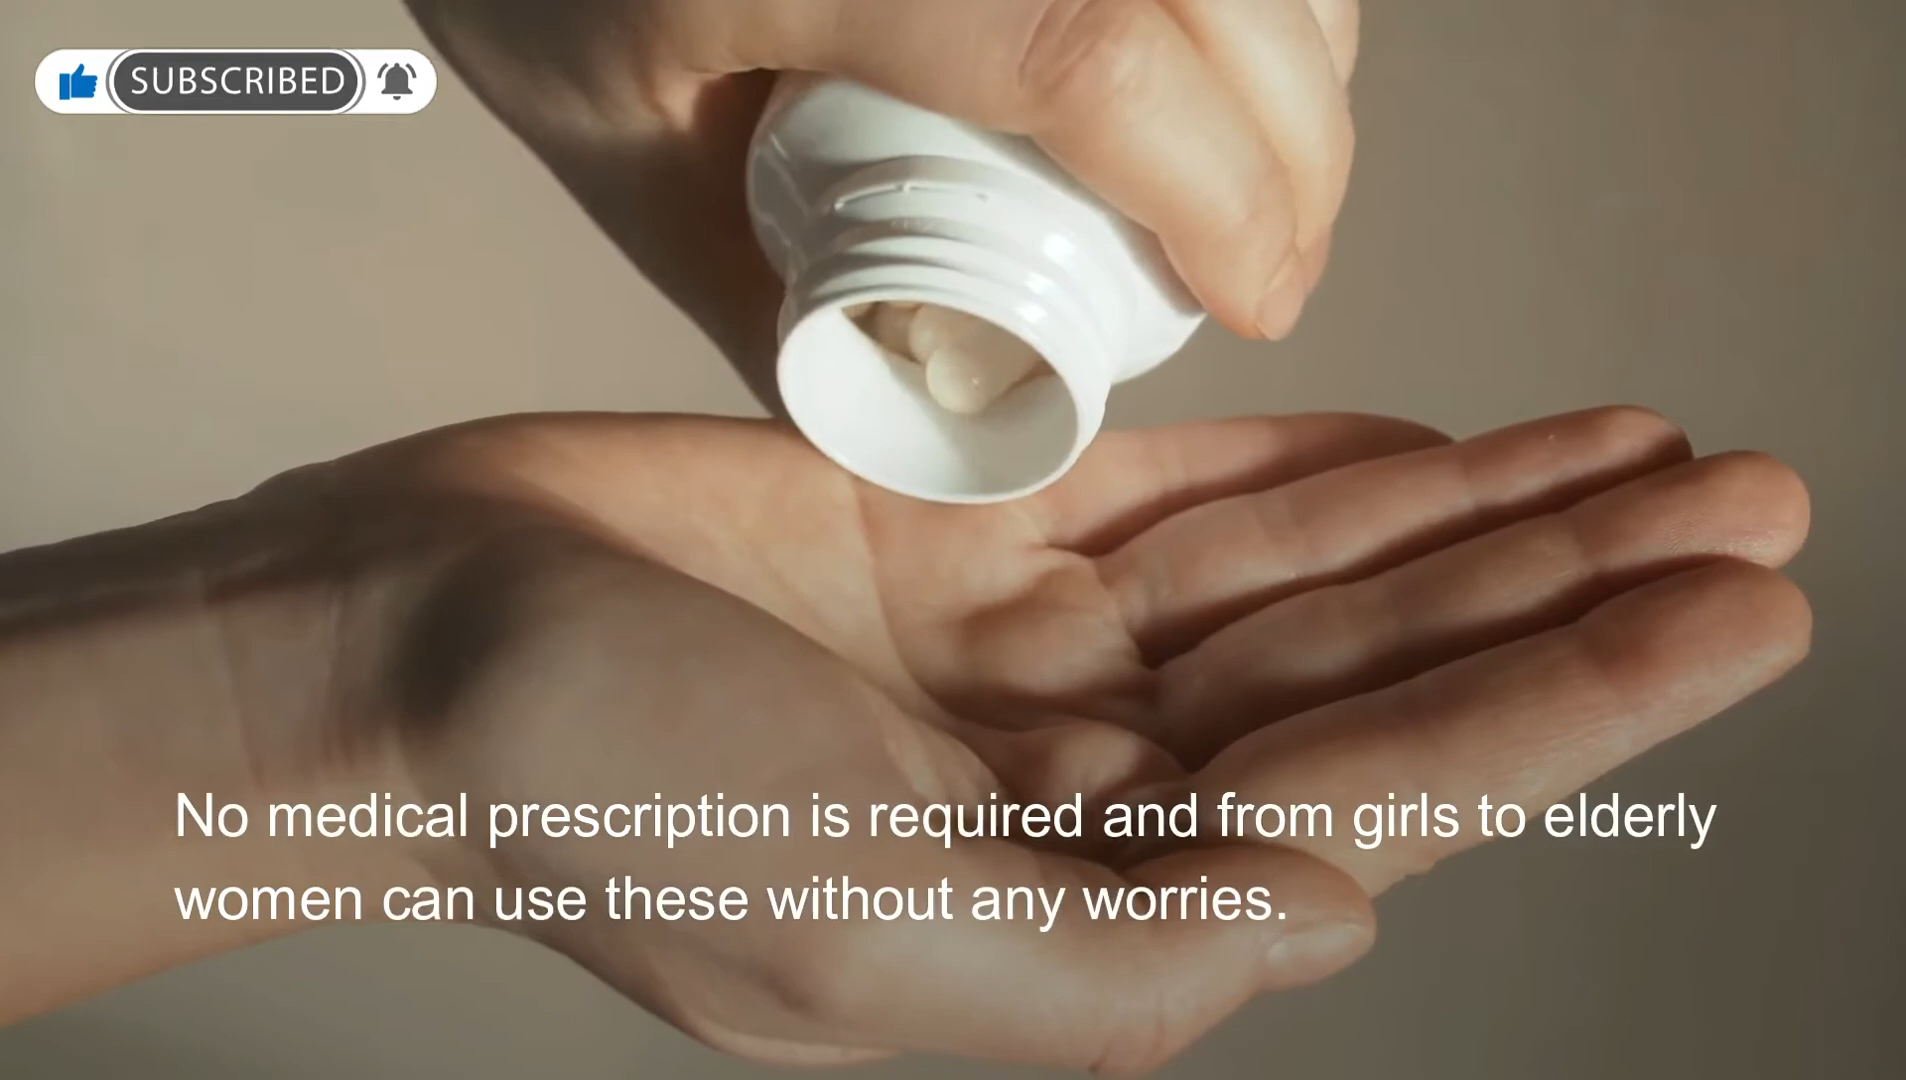 SUBSCRIBED
No medical prescription is required and from girls to elderly
women can use these without any worries.